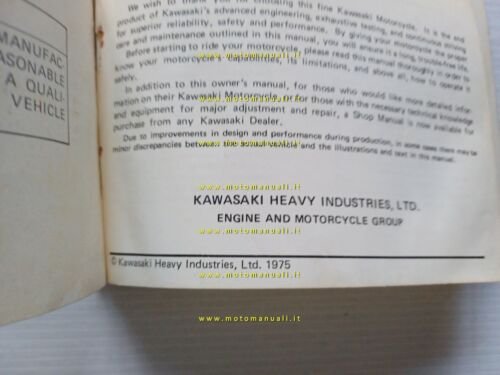 MANUFAC-
ASONABLE
A QUALI-
VEHICLE
We wish to thank you for choosing this fine Kawasaki Motorcycle. It is the end
product of Kawasaki's advanced engineering, exhaustive testing, and continuous striving
for superior reliability, safety and performance. By giving your motorcycle the proper
care and maintenance outlined in this manual, you will ensure it a long, trouble-free life.
Before starting to ride your motorcycle, please read this manual thoroughly in order to
know your motorcycle's capabilities, its limitations, and above all, how to operate it
safely.
In addition to this owner's manual, for those who would like more detailed infor-
mation on their Kawasaki Motorcycle, or for those with the necessary technical knowledge
and equipment for major adjustment and repair, a Shop Manual is now available for
purchase from any Kawasaki Dealer.
Due to improvements in design and performance during production, in some cases there may be
minor discrepancies between the actual vehicle and the illustrations and text in this manual.
KAWASAKI HEAVY INDUSTRIES, LTD.
ENGINE AND MOTORCYCLE GROUP
© Kawasaki Heavy Industries, Ltd. 1975
www.motomanuali.it
www.motomanuali.it
www.motomanuali.it
www.motomanuali.it
www.motomanuali.it
www.motomanuali.it
www.motomanuali.it